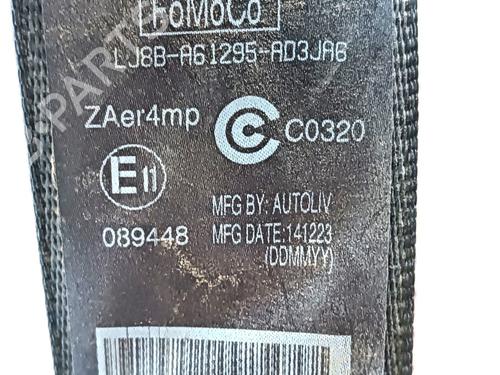 FoMoCo
LJ8B-A61295-AD3JA6
ZAer4mp
C0320
E11
089448
MFG BY: AUTOLIV
MFG DATE: 141223
(DDMMYY)